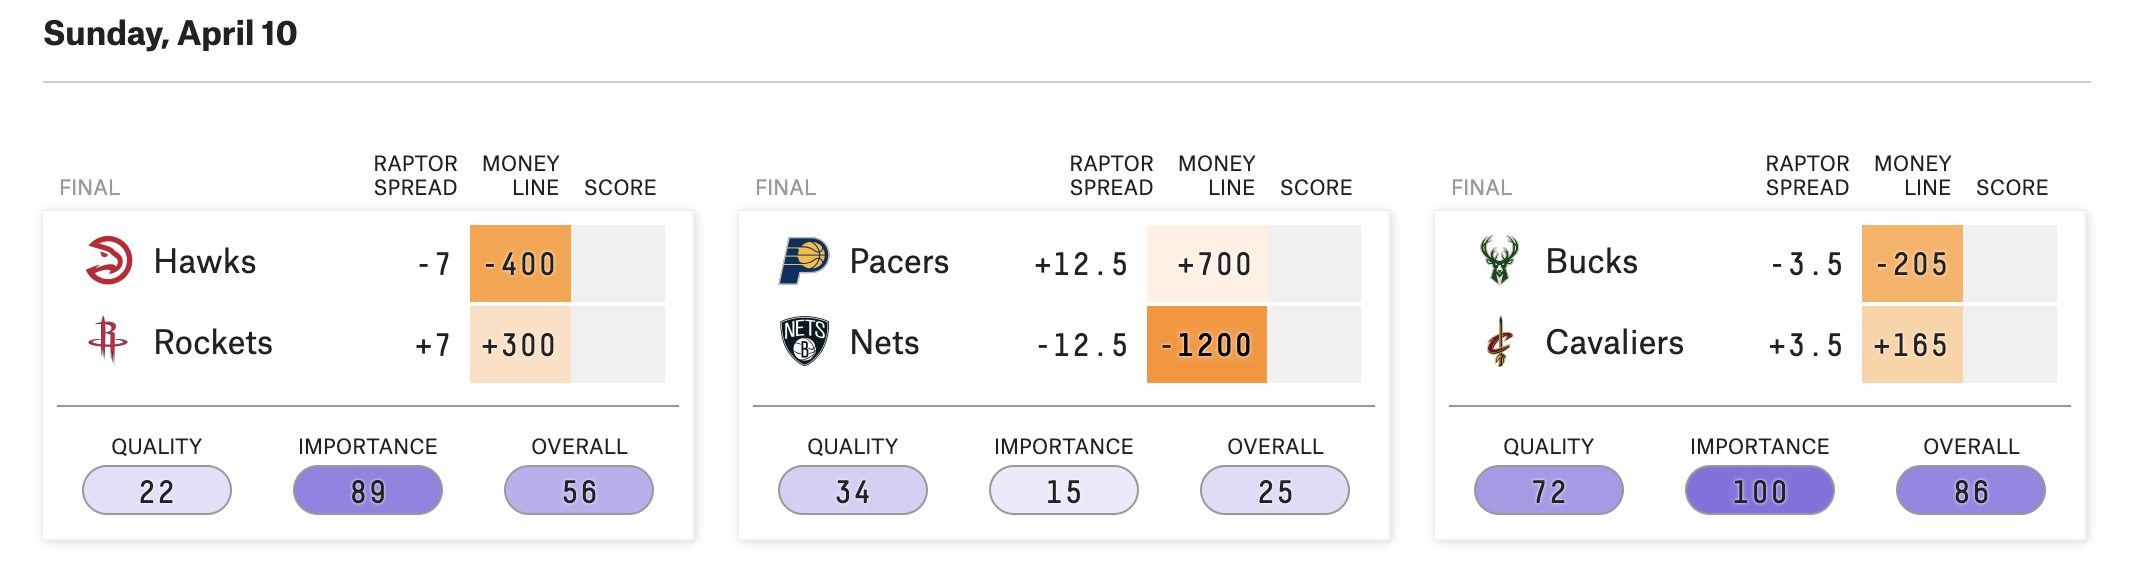 Sunday, April 10
FINAL
RAPTOR SPREAD
MONEY LINE
SCORE
Hawks -7 -400
Rockets +7 +300
QUALITY IMPORTANCE OVERALL
22 89 56
FINAL
RAPTOR SPREAD
MONEY LINE
SCORE
Pacers +12.5 +700
NETS B
Nets -12.5 -1200
QUALITY IMPORTANCE OVERALL
34 15 25
FINAL
RAPTOR SPREAD
MONEY LINE
SCORE
Bucks -3.5 -205
Cavaliers +3.5 +165
QUALITY IMPORTANCE OVERALL
72 100 86